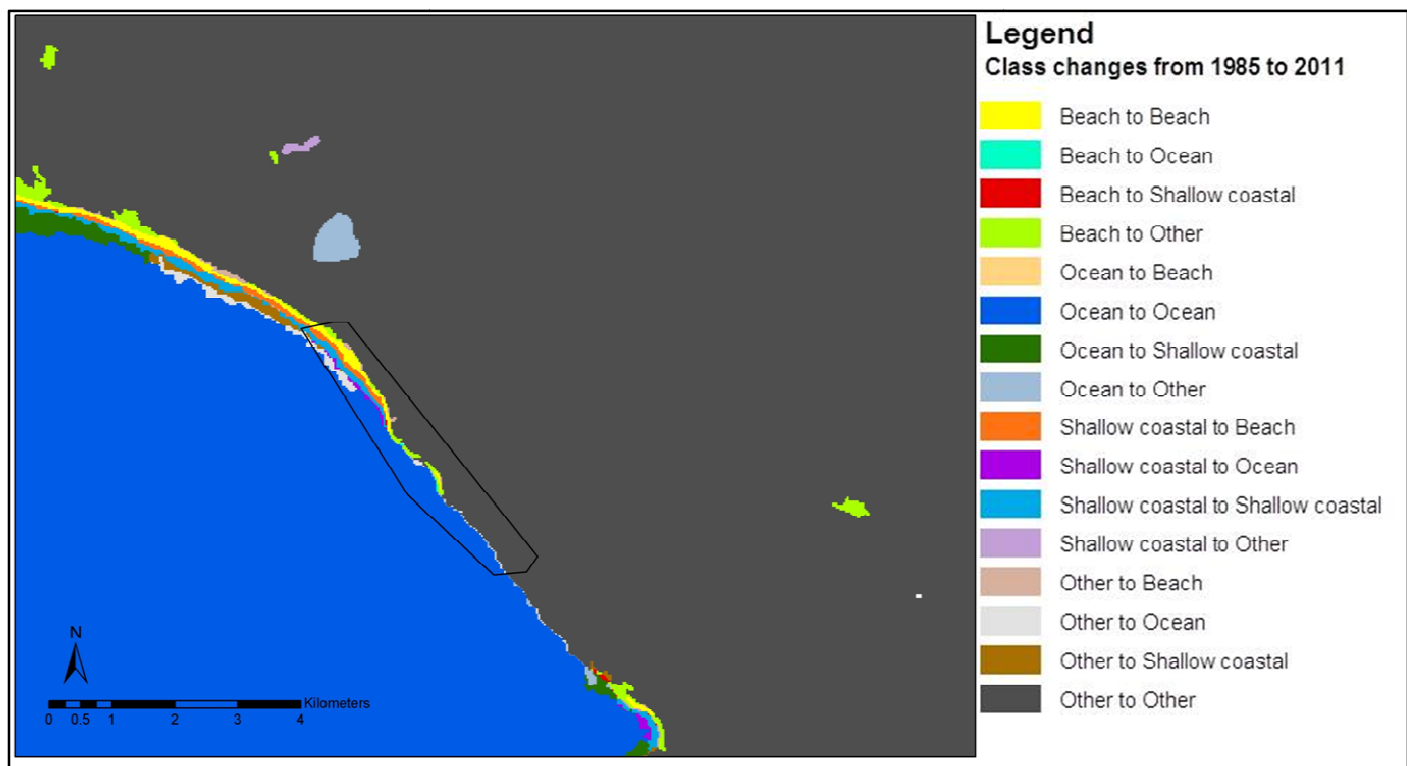 Legend
Class changes from 1985 to 2011
Beach to Beach
Beach to Ocean
Beach to Shallow coastal
Beach to Other
Ocean to Beach
Ocean to Ocean
Ocean to Shallow coastal
Ocean to Other
Shallow coastal to Beach
Shallow coastal to Ocean
Shallow coastal to Shallow coastal
Shallow coastal to Other
Other to Beach
Other to Ocean
Other to Shallow coastal
Other to Other
N
Kilometers
0 0.5 1 2 3 4